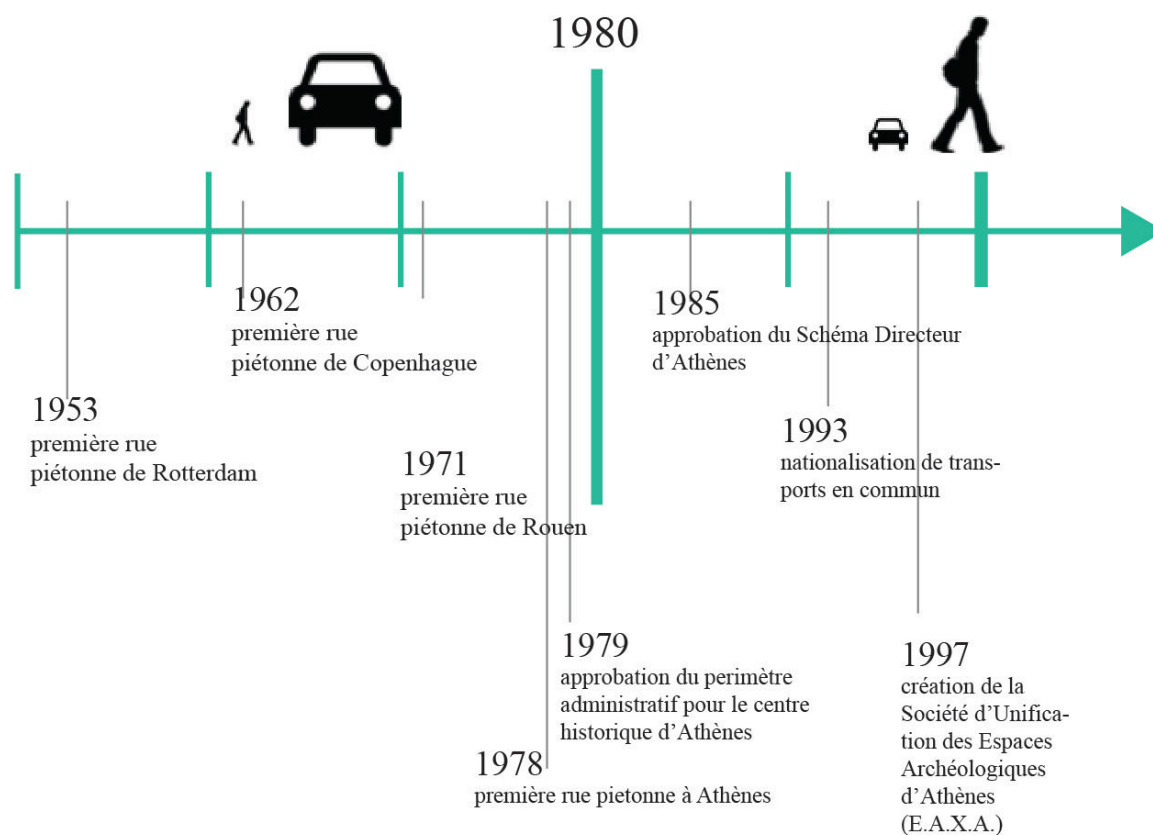 1980
1953
première rue
piétonne de Rotterdam
1962
première rue
piétonne de Copenhague
1971
première rue
piétonne de Rouen
1978
première rue pietonne à Athènes
1979
approbation du perimètre
administratif pour le centre
historique d’Athènes
1985
approbation du Schéma Directeur
d’Athènes
1993
nationalisation de trans-
ports en commun
1997
création de la
Société d’Unifica-
tion des Espaces
Archéologiques
d’Athènes
(E.A.X.A.)